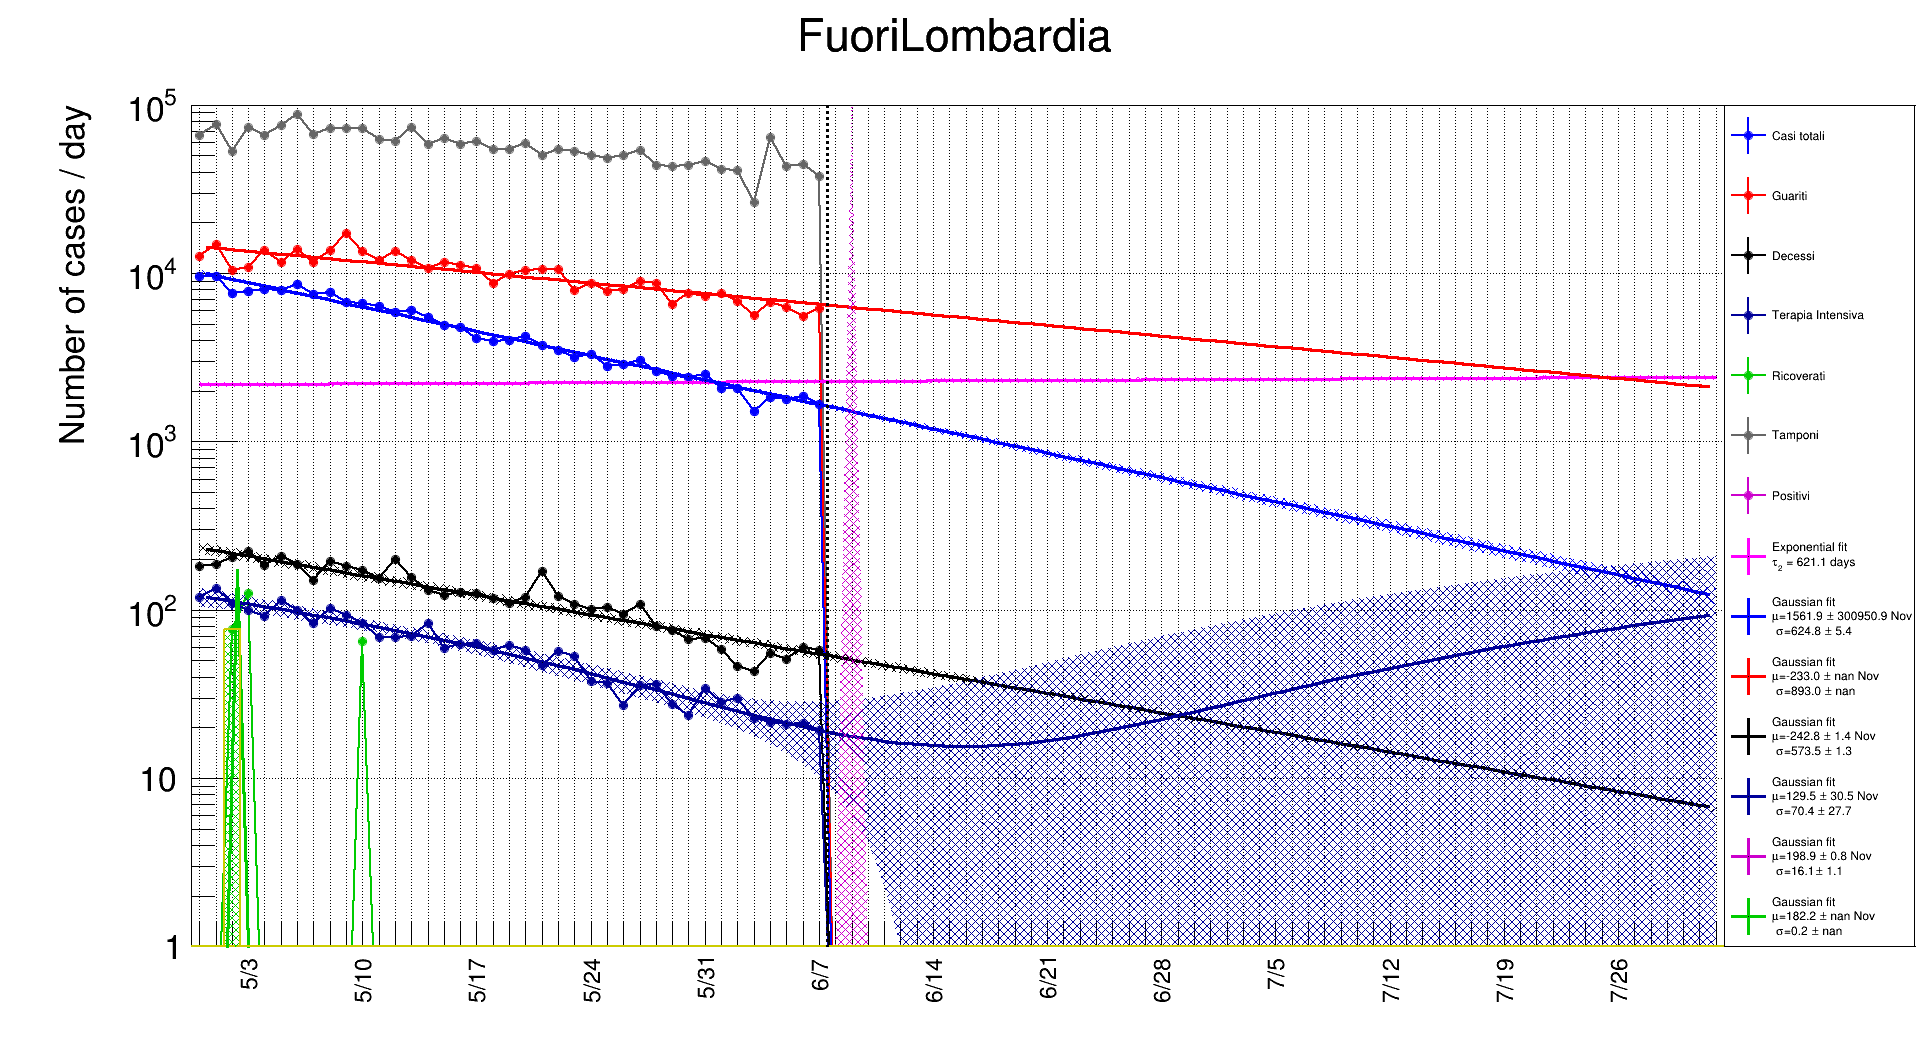 FuoriLombardia
Number of cases / day
10^5
10^4
10^3
10^2
10
1
5/3
5/10
5/17
5/24
5/31
6/7
6/14
6/21
6/28
7/5
7/12
7/19
7/26
Casi totali
Guariti
Decessi
Terapia Intensiva
Ricoverati
Tamponi
Positivi
Exponential fit
τ₂ = 621.1 days
Gaussian fit
μ=1561.9 ± 300950.9 Nov
σ=624.8 ± 5.4
Gaussian fit
μ=-233.0 ± nan Nov
σ=893.0 ± nan
Gaussian fit
μ=-242.8 ± 1.4 Nov
σ=573.5 ± 1.3
Gaussian fit
μ=129.5 ± 30.5 Nov
σ=70.4 ± 27.7
Gaussian fit
μ=198.9 ± 0.8 Nov
σ=16.1 ± 1.1
Gaussian fit
μ=182.2 ± nan Nov
σ=0.2 ± nan